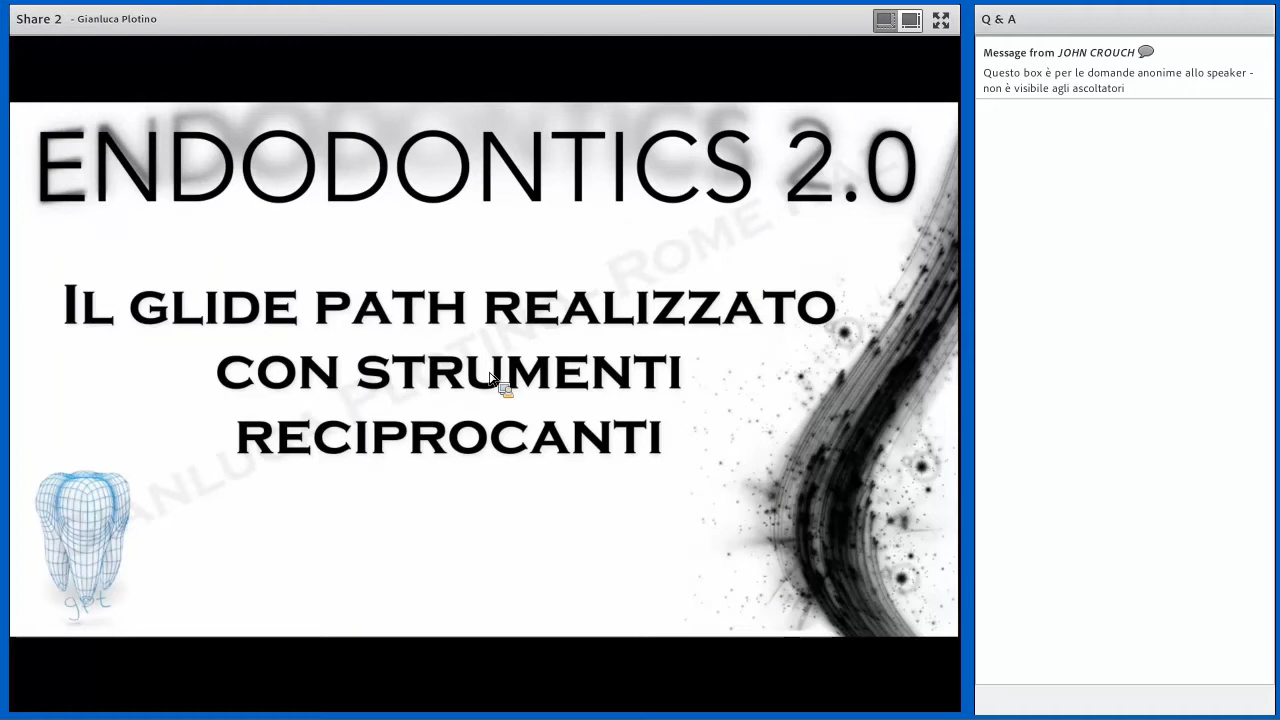 Share 2 - Gianluca Plotino
ENDODONTICS 2.0
IL GLIDE PATH REALIZZATO
CON STRUMENTI
RECIPROCANTI
gpt
Q & A
Message from JOHN CROUCH
Questo box è per le domande anonime allo speaker -
non è visibile agli ascoltatori